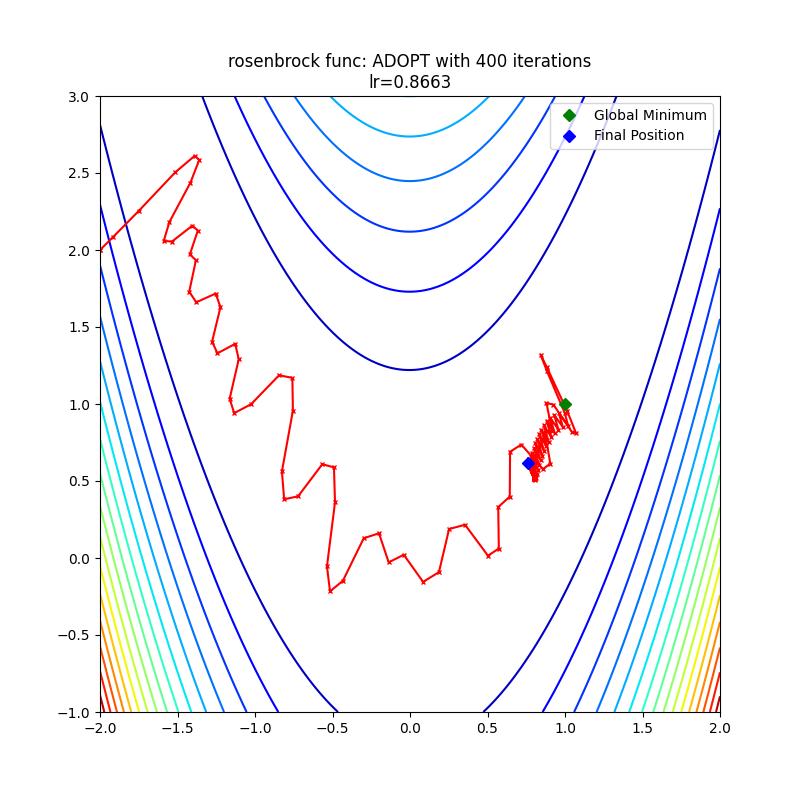 rosenbrock func: ADOPT with 400 iterations
lr=0.8663
Global Minimum
Final Position
3.0
2.5
2.0
1.5
1.0
0.5
0.0
−0.5
−1.0
−2.0 −1.5 −1.0 −0.5 0.0 0.5 1.0 1.5 2.0